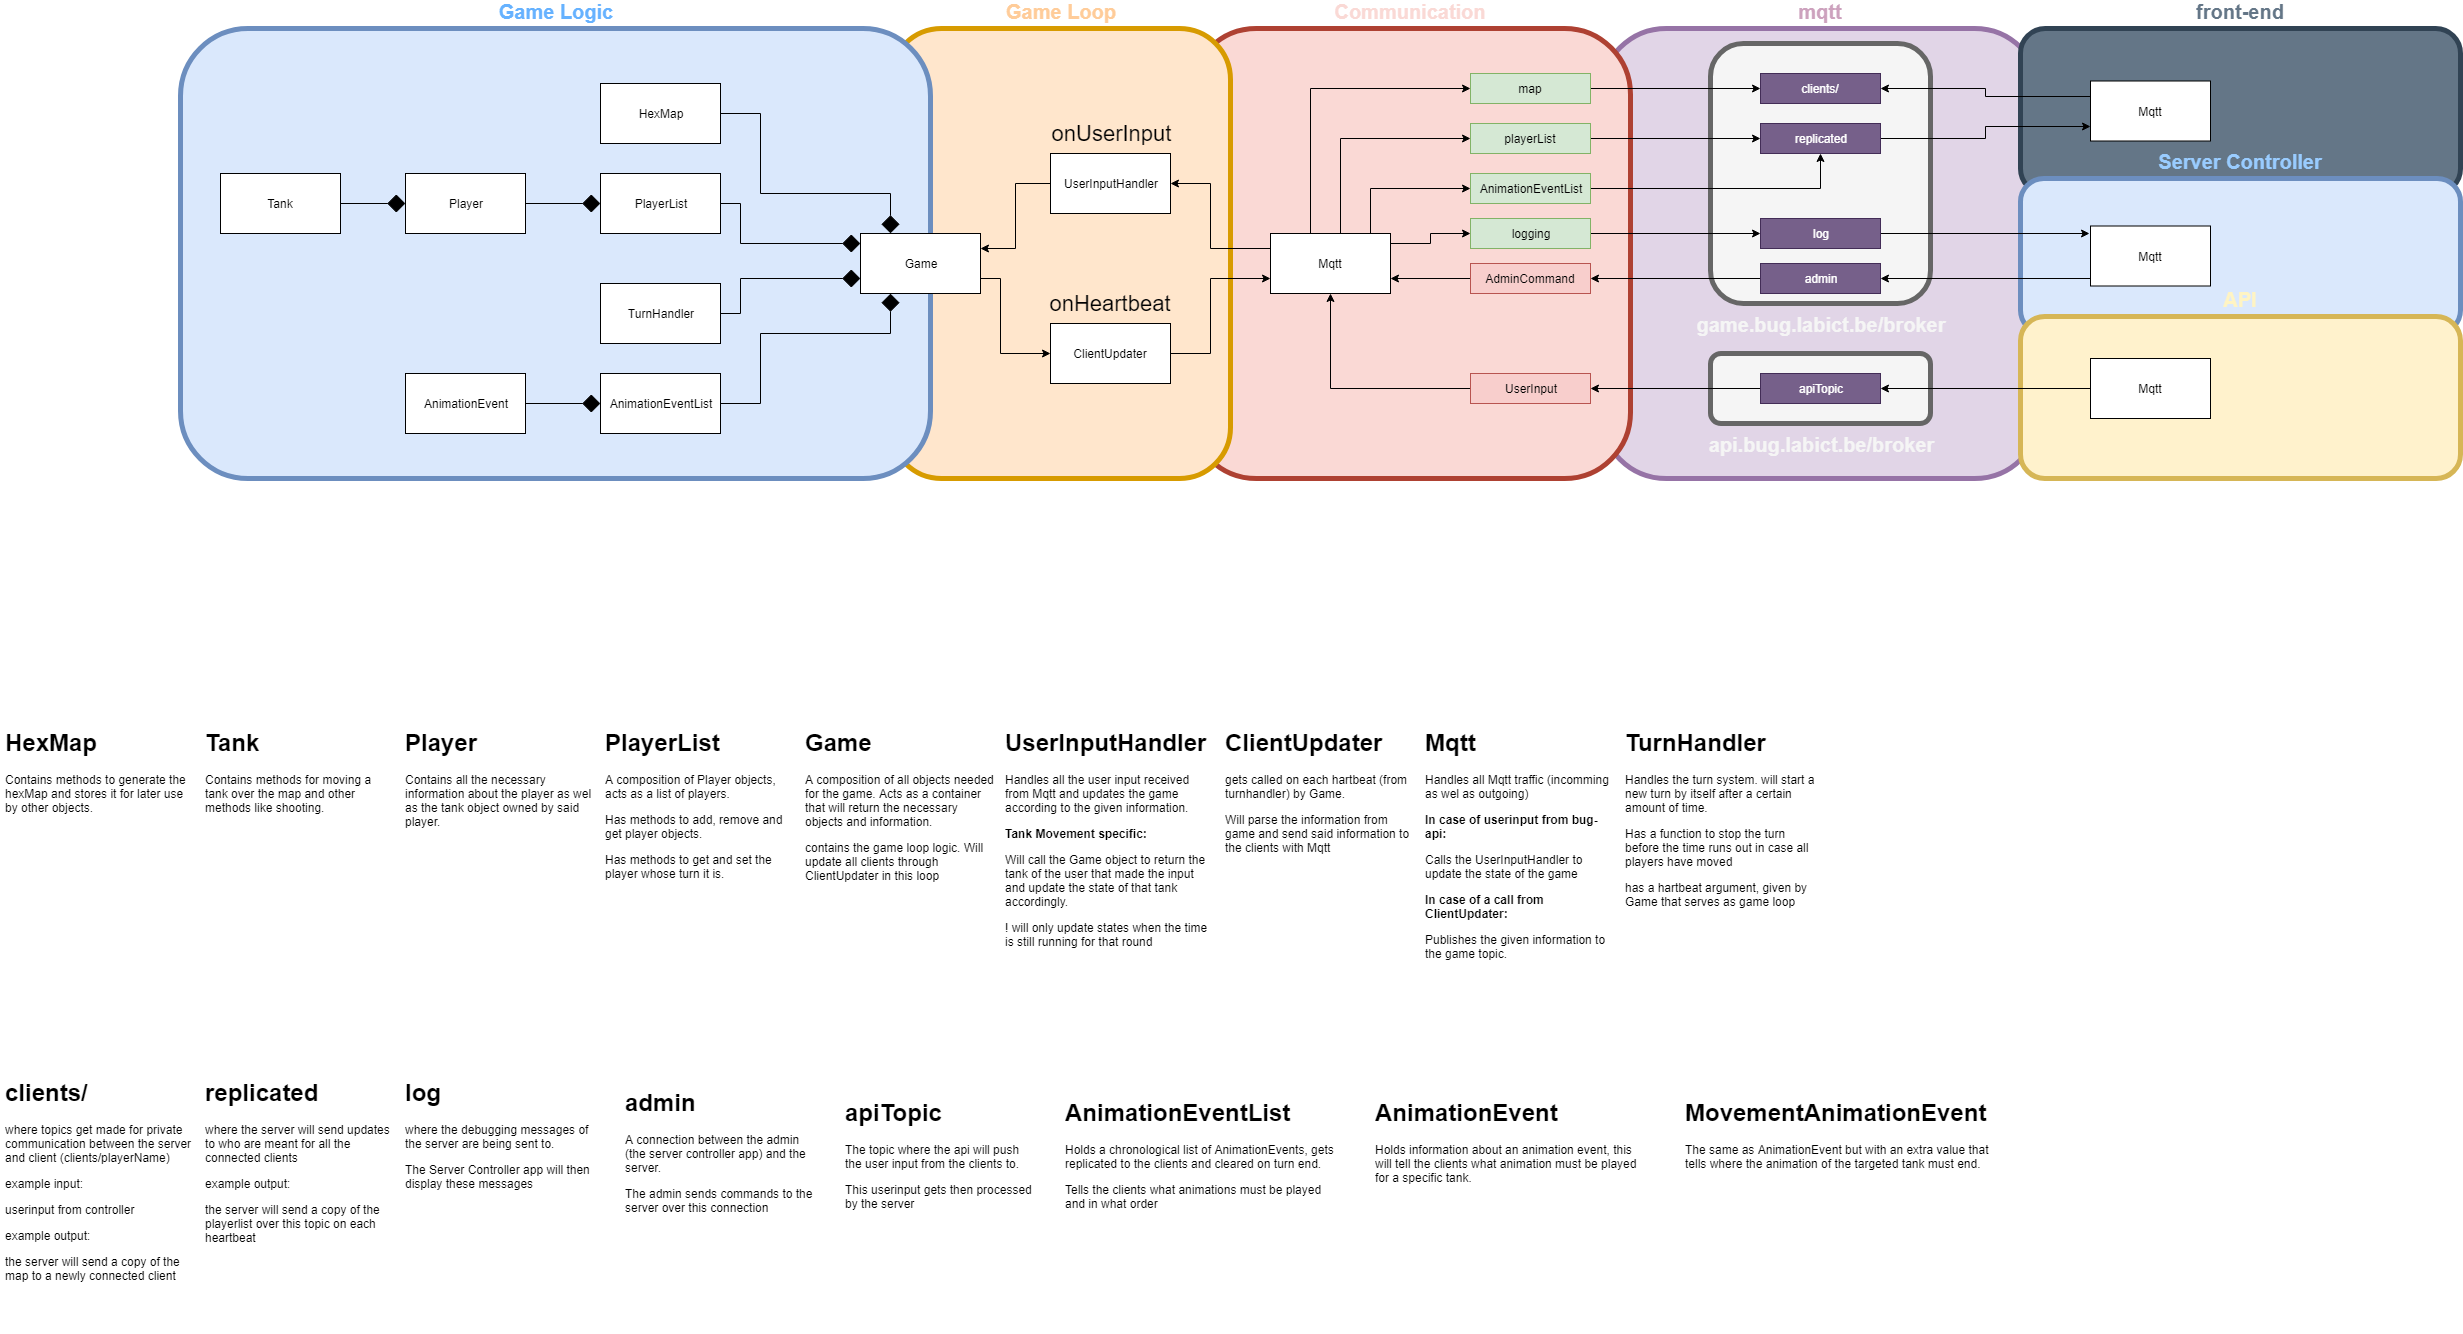 Game Logic
Game Loop
Communication
mqtt
front-end
HexMap
Tank
Player
PlayerList
TurnHandler
AnimationEvent
AnimationEventList
Game
onUserInput
UserInputHandler
onHeartbeat
ClientUpdater
Mqtt
map
playerList
AnimationEventList
logging
AdminCommand
UserInput
clients/
replicated
log
admin
game.bug.labict.be/broker
apiTopic
api.bug.labict.be/broker
Mqtt
Server Controller
Mqtt
API
Mqtt
HexMap
Contains methods to generate the
hexMap and stores it for later use
by other objects.
Tank
Contains methods for moving a
tank over the map and other
methods like shooting.
Player
Contains all the necessary
information about the player as wel
as the tank object owned by said
player.
PlayerList
A composition of Player objects,
acts as a list of players.
Has methods to add, remove and
get player objects.
Has methods to get and set the
player whose turn it is.
Game
A composition of all objects needed
for the game. Acts as a container
that will return the necessary
objects and information.
contains the game loop logic. Will
update all clients through
ClientUpdater in this loop
UserInputHandler
Handles all the user input received
from Mqtt and updates the game
according to the given information.
Tank Movement specific:
Will call the Game object to return the
tank of the user that made the input
and update the state of that tank
accordingly.
! will only update states when the time
is still running for that round
ClientUpdater
gets called on each hartbeat (from
turnhandler) by Game.
Will parse the information from
game and send said information to
the clients with Mqtt
Mqtt
Handles all Mqtt traffic (incomming
as wel as outgoing)
In case of userinput from bug-
api:
Calls the UserInputHandler to
update the state of the game
In case of a call from
ClientUpdater:
Publishes the given information to
the game topic.
TurnHandler
Handles the turn system. will start a
new turn by itself after a certain
amount of time.
Has a function to stop the turn
before the time runs out in case all
players have moved
has a hartbeat argument, given by
Game that serves as game loop
clients/
where topics get made for private
communication between the server
and client (clients/playerName)
example input:
userinput from controller
example output:
the server will send a copy of the
map to a newly connected client
replicated
where the server will send updates
to who are meant for all the
connected clients
example output:
the server will send a copy of the
playerlist over this topic on each
heartbeat
log
where the debugging messages of
the server are being sent to.
The Server Controller app will then
display these messages
admin
A connection between the admin
(the server controller app) and the
server.
The admin sends commands to the
server over this connection
apiTopic
The topic where the api will push
the user input from the clients to.
This userinput gets then processed
by the server
AnimationEventList
Holds a chronological list of AnimationEvents, gets
replicated to the clients and cleared on turn end.
Tells the clients what animations must be played
and in what order
AnimationEvent
Holds information about an animation event, this
will tell the clients what animation must be played
for a specific tank.
MovementAnimationEvent
The same as AnimationEvent but with an extra value that
tells where the animation of the targeted tank must end.